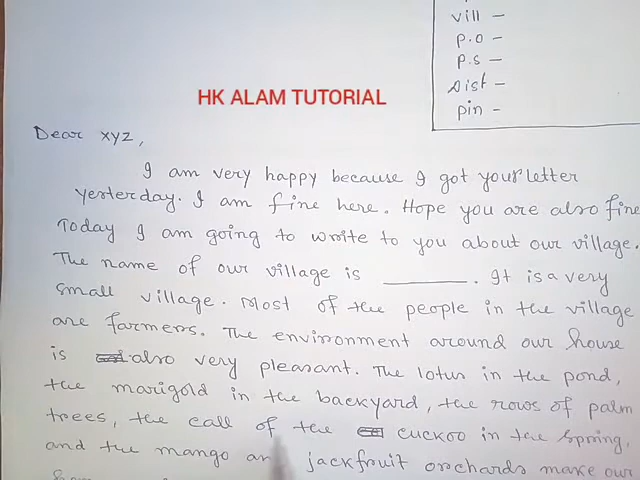 vill -
p.o -
p.s -
Dist -
pin -
HK ALAM TUTORIAL
Dear xyz,
I am very happy because I got your letter
yesterday. I am fine here. Hope you are also fine
Today I am going to write to you about our village.
The name of our village is ________. It is a very
small village. Most of the people in the village
are farmers. The environment around our house
is also very pleasant. The lotus in the pond,
the marigold in the backyard, the rows of palm
trees, the call of the cuckoo in the spring,
and the mango an jackfruit orchards make our